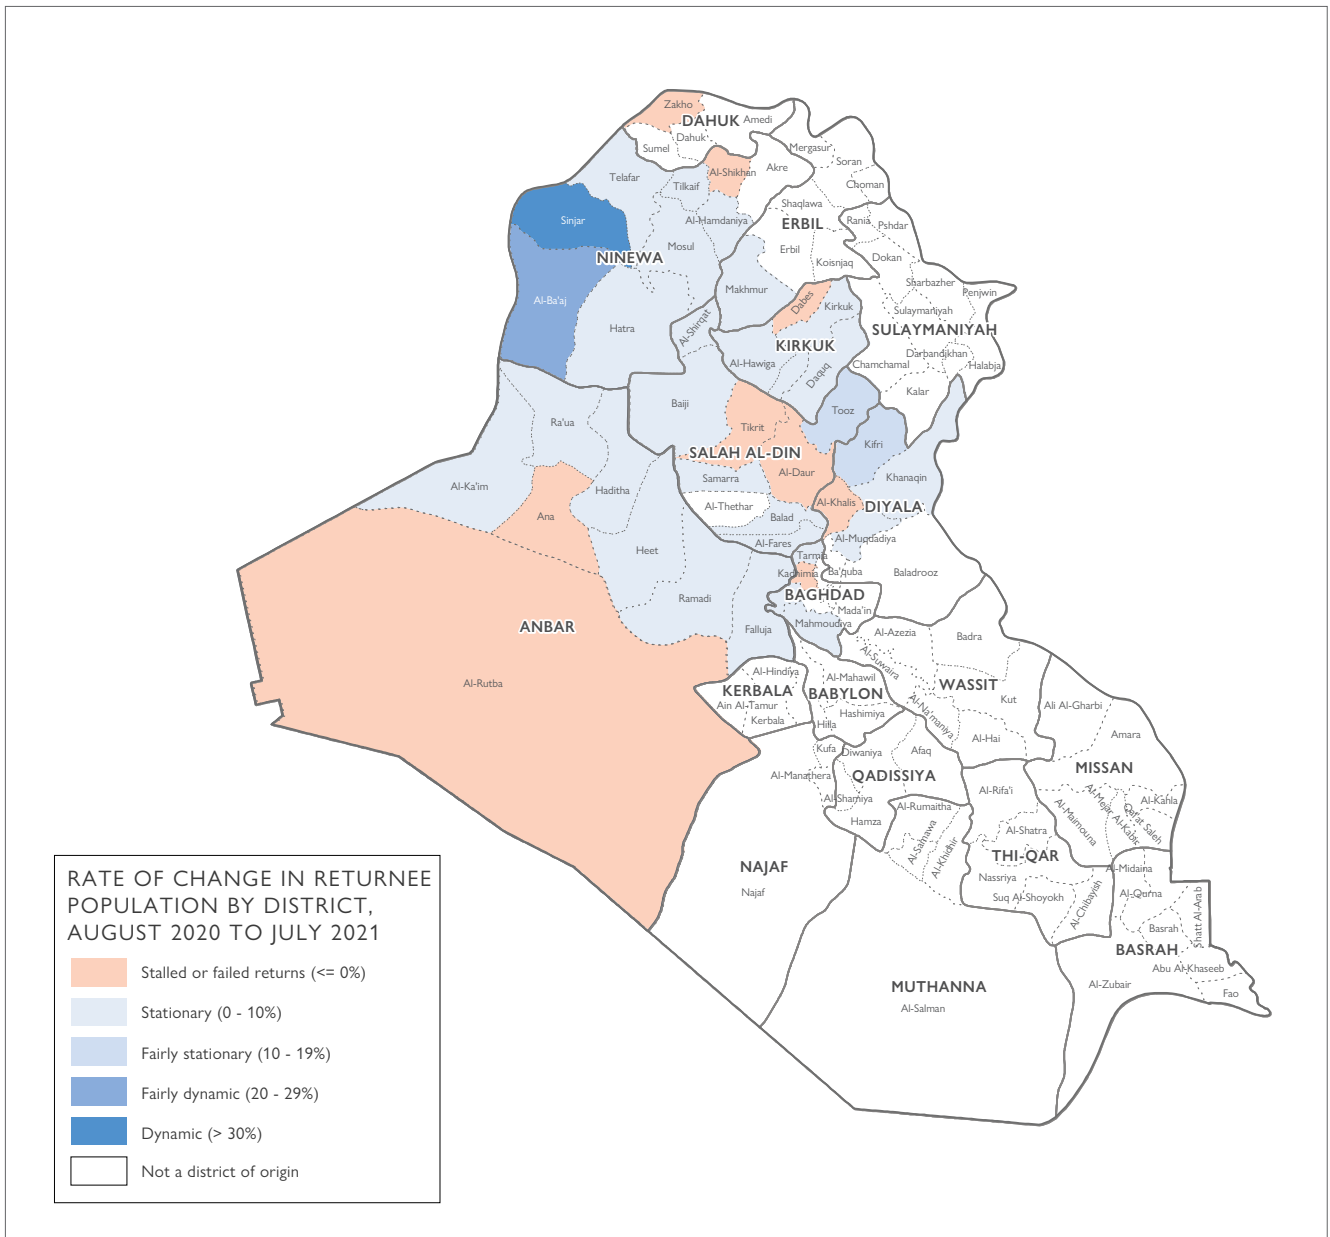 Zakho
DAHUK
Amedi
Dahuk
Sumel
Mergasur
Soran
Al-Shikhan
Akre
Choman
Telafar
Tilkaif
Shaqlawa
Sinjar
Al-Hamdaniya
ERBIL
Rania
Pshdar
Mosul
Erbil
NINEWA
Koisnjaq
Dokan
Makhmur
Sharbazher
Penjwin
Al-Ba'aj
Dabes
Kirkuk
Sulaymaniyah
Hatra
Al-Shirqat
SULAYMANIYAH
KIRKUK
Darbandikhan
Al-Hawiga
Daquq
Chamchamal
Halabja
Kalar
Baiji
Ra'ua
Tooz
Tikrit
Kifri
SALAH AL-DIN
Al-Daur
Khanaqin
Samarra
Al-Ka'im
Haditha
Al-Khalis
Al-Thethar
DIYALA
Ana
Balad
Al-Fares
Al-Muqdadiya
Heet
Tarmia
Kadhimia
Ba'quba
Baladrooz
BAGHDAD
Ramadi
Mada'in
ANBAR
Falluja
Mahmoudiya
Al-Azezia
Badra
Al-Suwaira
Al-Hindiya
Al-Mahawil
Al-Rutba
KERBALA
BABYLON
WASSIT
Ain Al-Tamur
Kut
Ali Al-Gharbi
Kerbala
Hashimiya
Al-Na'maniya
Hilla
Al-Hai
Amara
Kufa
Diwaniya
Afaq
Al-Manathera
QADISSIYA
MISSAN
Al-Rifa'i
Al-Shamiya
Al-Rumaitha
Al-Maimouna
Al-Mejar Al-Kabir
Qal'at Saleh
Al-Kahla
Hamza
Al-Samawa
Al-Khidhir
Al-Shatra
THI-QAR
NAJAF
Al-Midaina
Nassriya
Najaf
Suq Al-Shoyokh
Al-Chibayish
Al-Qurna
Shatt Al-Arab
Basrah
BASRAH
Abu Al-Khaseeb
MUTHANNA
Al-Zubair
Fao
Al-Salman
RATE OF CHANGE IN RETURNEE
POPULATION BY DISTRICT,
AUGUST 2020 TO JULY 2021
Stalled or failed returns (<= 0%)
Stationary (0 - 10%)
Fairly stationary (10 - 19%)
Fairly dynamic (20 - 29%)
Dynamic (> 30%)
Not a district of origin